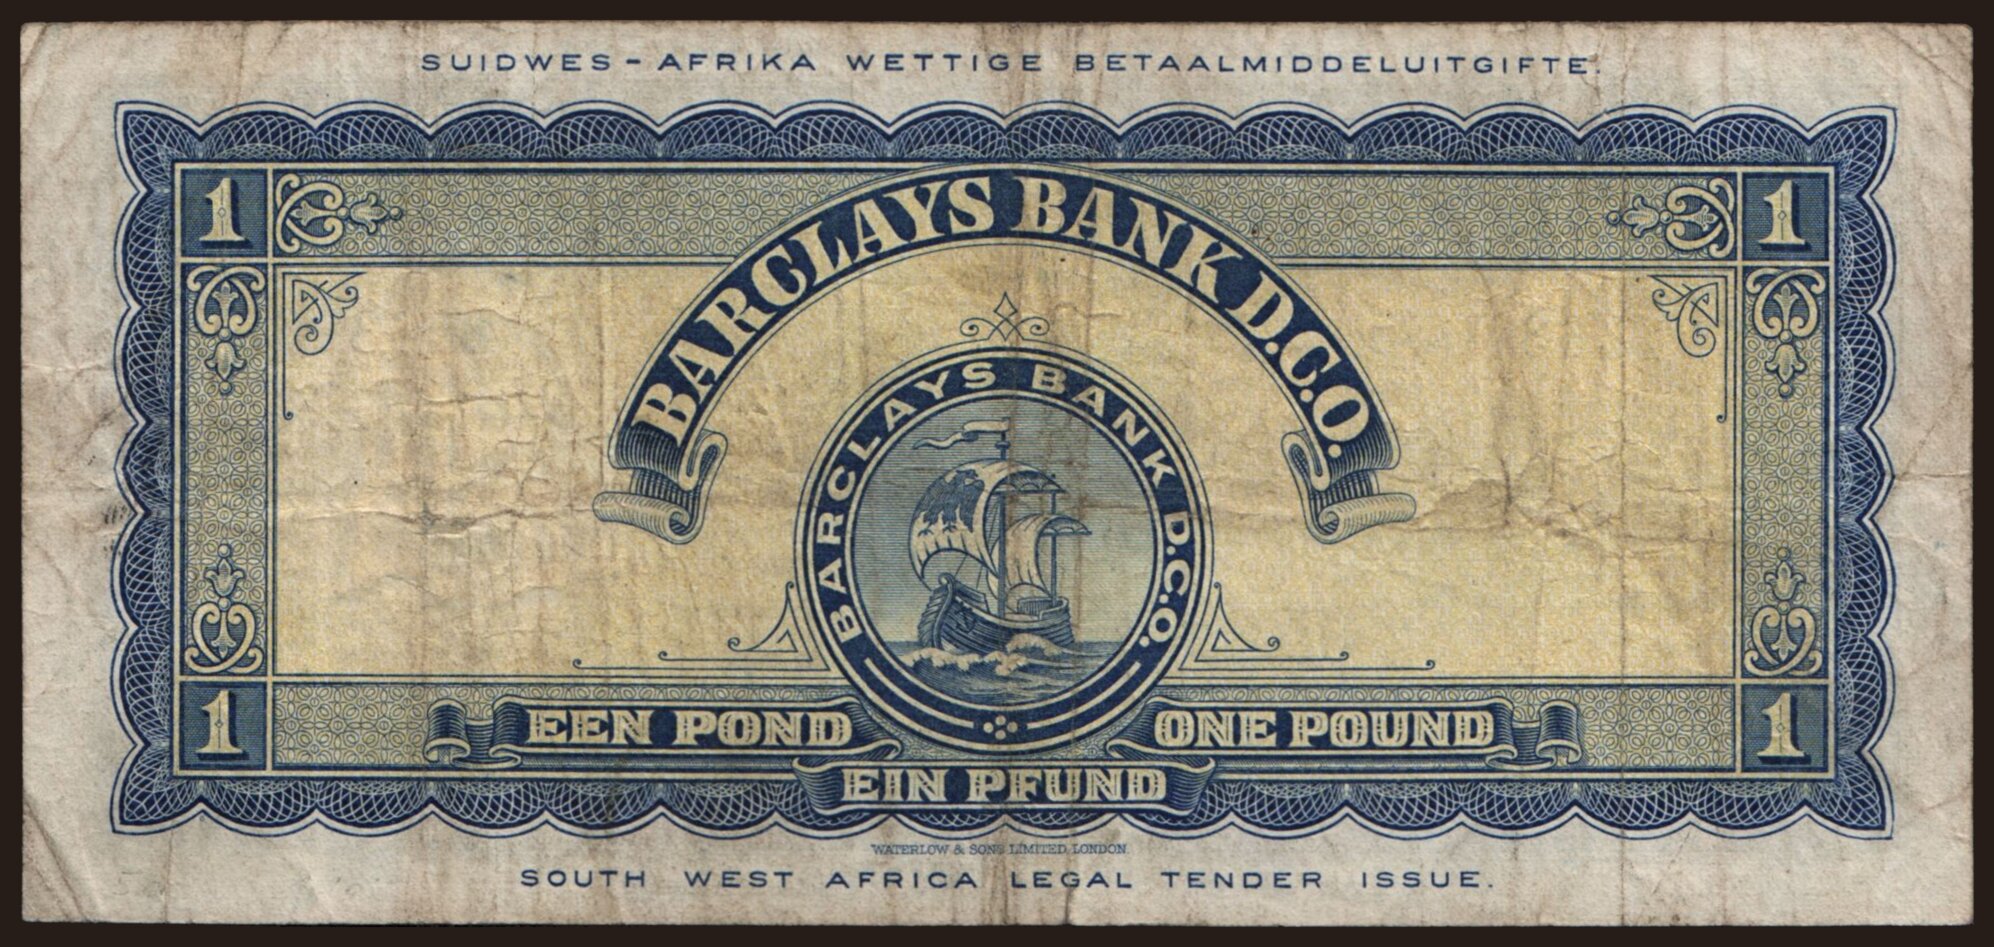 SUIDWES-AFRIKA WETTIGE BETAALMIDDELUITGIFTE.
1 1
BARCLAYS BANK D.C.O.
BARCLAYS BANK D.C.O.
1 1
EEN POND ONE POUND
EIN PFUND
WATERLOW & SONS LIMITED, LONDON.
SOUTH WEST AFRICA LEGAL TENDER ISSUE.